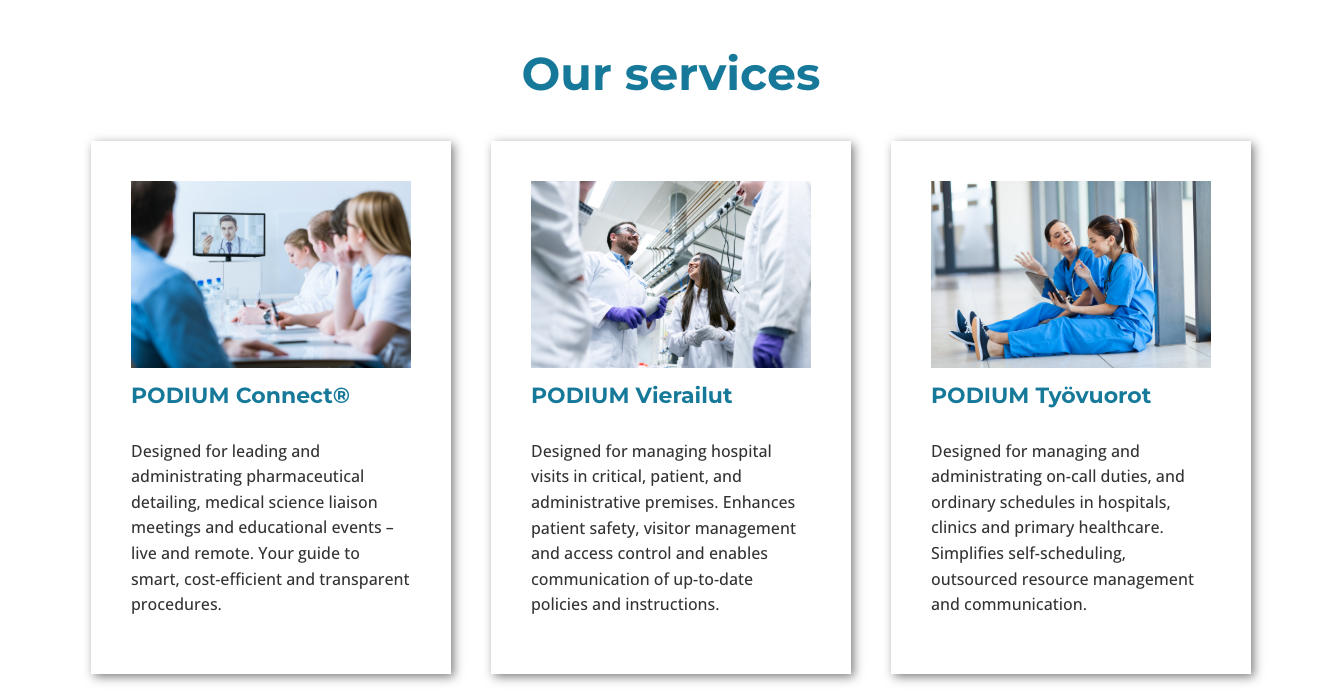 Our services
PODIUM Connect®
Designed for leading and
administrating pharmaceutical
detailing, medical science liaison
meetings and educational events –
live and remote. Your guide to
smart, cost-efficient and transparent
procedures.
PODIUM Vierailut
Designed for managing hospital
visits in critical, patient, and
administrative premises. Enhances
patient safety, visitor management
and access control and enables
communication of up-to-date
policies and instructions.
PODIUM Työvuorot
Designed for managing and
administrating on-call duties, and
ordinary schedules in hospitals,
clinics and primary healthcare.
Simplifies self-scheduling,
outsourced resource management
and communication.